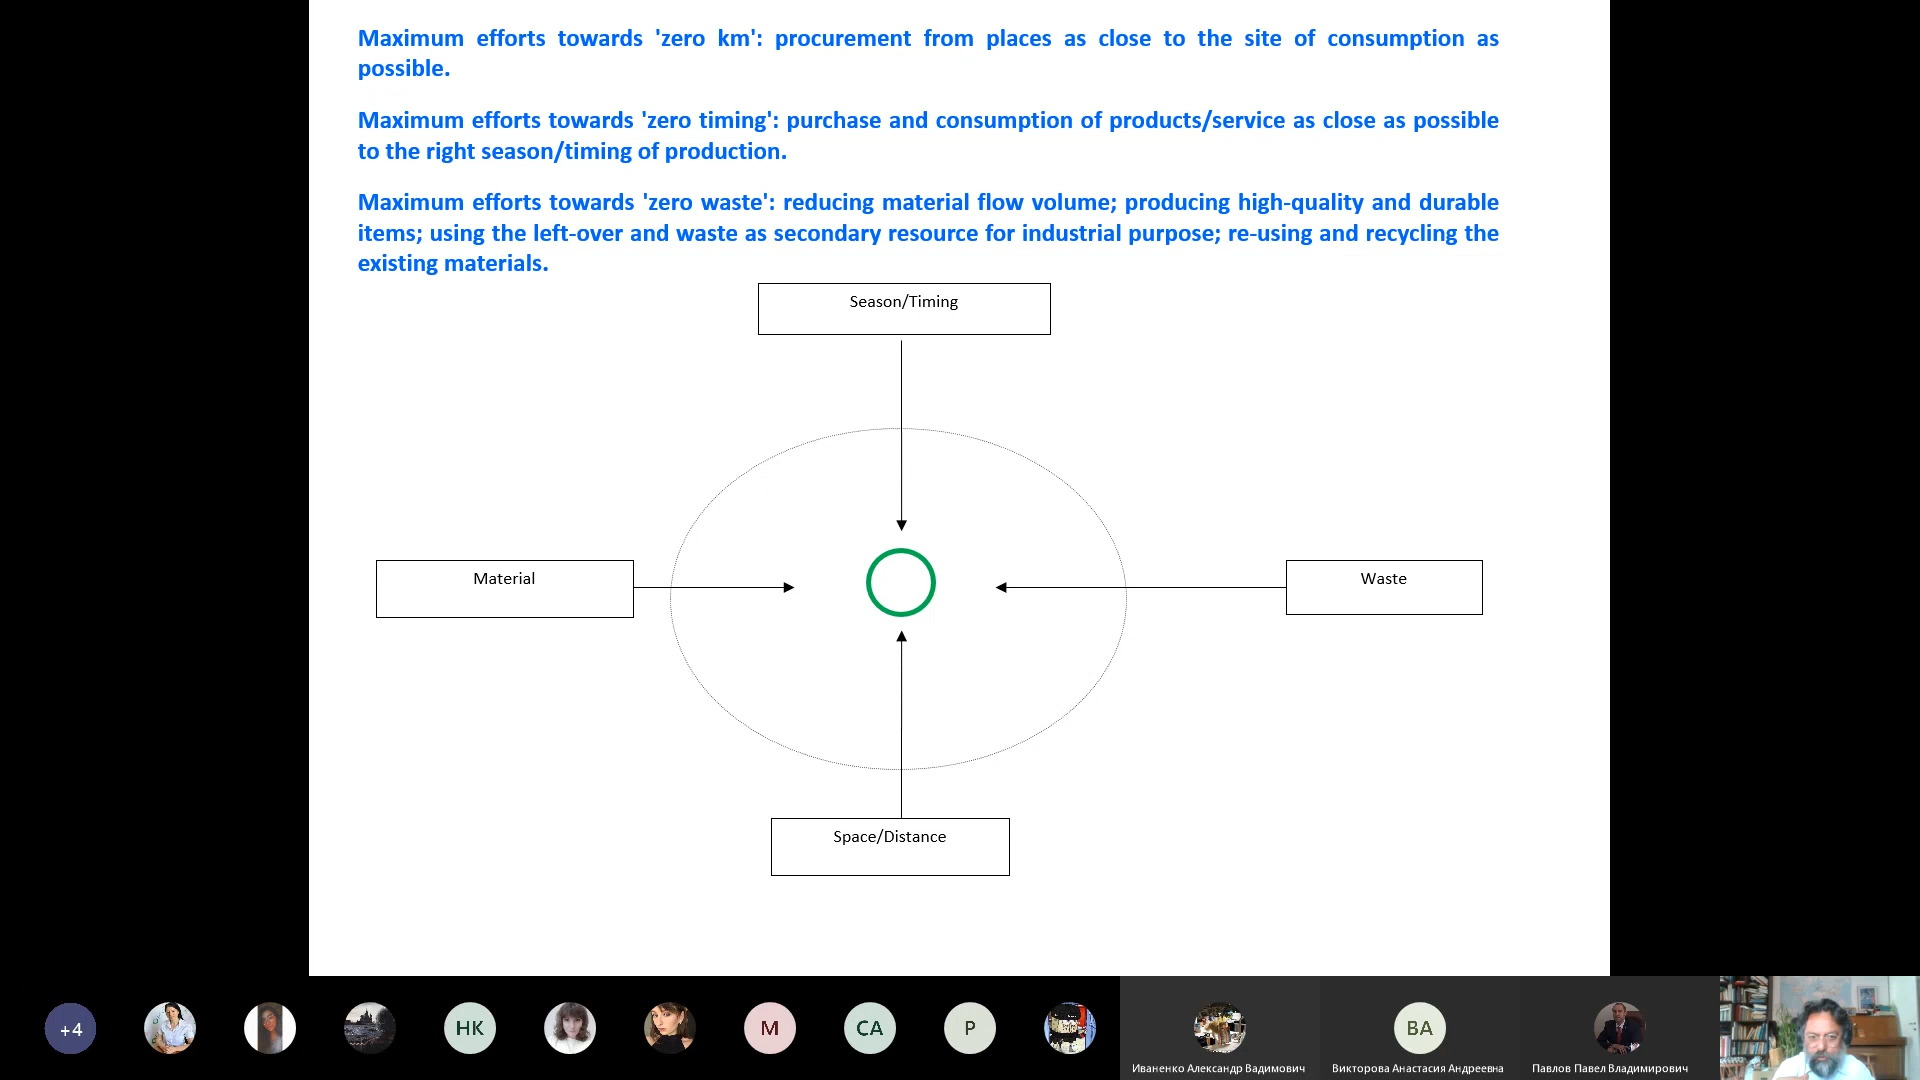 Maximum efforts towards 'zero km': procurement from places as close to the site of consumption as
possible.
Maximum efforts towards 'zero timing': purchase and consumption of products/service as close as possible
to the right season/timing of production.
Maximum efforts towards 'zero waste': reducing material flow volume; producing high-quality and durable
items; using the left-over and waste as secondary resource for industrial purpose; re-using and recycling the
existing materials.
Season/Timing
Material
Waste
Space/Distance
+4
НК
M
CA
P
ВА
Иваненко Александр Вадимович
Викторова Анастасия Андреевна
Павлов Павел Владимирович